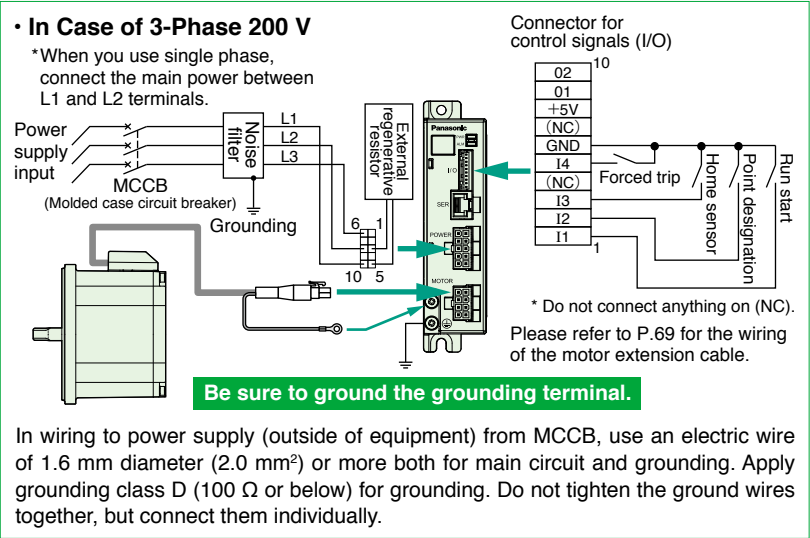 • In Case of 3-Phase 200 V
*When you use single phase,
connect the main power between
L1 and L2 terminals.
Power
supply
input
MCCB
(Molded case circuit breaker)
Noise
filter
Grounding
L1
L2
L3
External
regenerative
resistor
6
1
10
5
Panasonic
I/O
SER
POWER
MOTOR
Connector for
control signals (I/O)
10
02
01
+5V
(NC)
GND
I4
(NC)
I3
I2
I1
1
Forced trip
Home sensor
Point designation
Run start
* Do not connect anything on (NC).
Please refer to P.69 for the wiring
of the motor extension cable.
Be sure to ground the grounding terminal.
In wiring to power supply (outside of equipment) from MCCB, use an electric wire
of 1.6 mm diameter (2.0 mm²) or more both for main circuit and grounding. Apply
grounding class D (100 Ω or below) for grounding. Do not tighten the ground wires
together, but connect them individually.